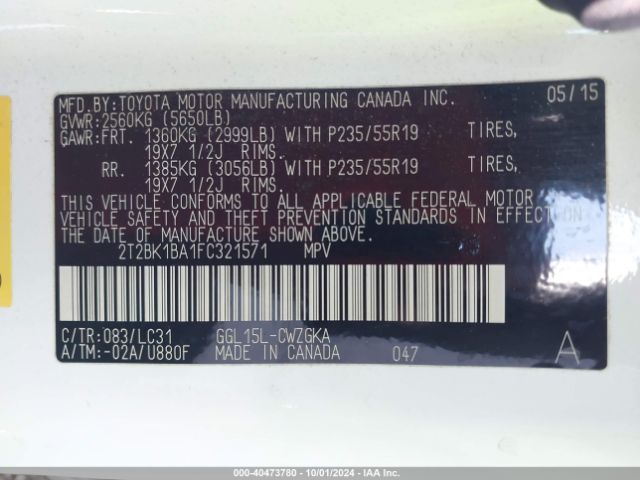 MFD.BY:TOYOTA MOTOR MANUFACTURING CANADA INC. 05/15
GVWR:2560KG (5650LB)
GAWR:FRT. 1360KG (2999LB) WITH P235/55R19 TIRES,
19X7 1/2J RIMS.
RR. 1385KG (3056LB) WITH P235/55R19 TIRES,
19X7 1/2J RIMS.
THIS VEHICLE CONFORMS TO ALL APPLICABLE FEDERAL MOTOR
VEHICLE SAFETY AND THEFT PREVENTION STANDARDS IN EFFECT ON
THE DATE OF MANUFACTURE SHOWN ABOVE.
2T2BK1BA1FC321571 MPV
C/TR:083/LC31 GGL15L-CWZGKA
A/TM:-02A/U880F MADE IN CANADA 047 A
000-40473780 - 10/01/2024 - IAAI.COM